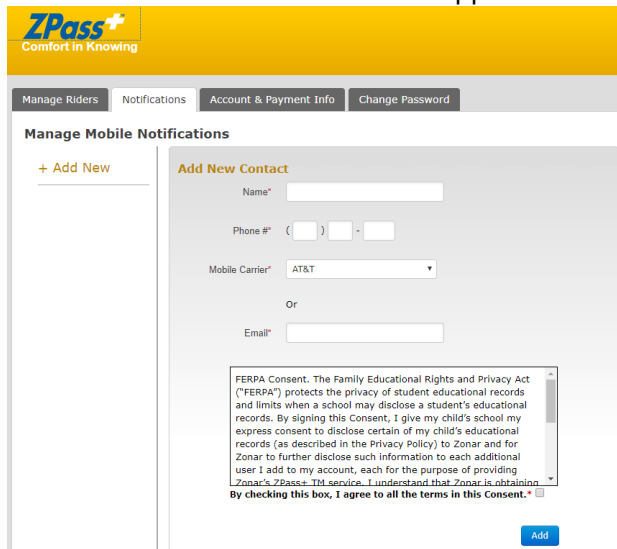 ZPass+
Comfort in Knowing
Manage Riders Notifications Account & Payment Info Change Password
Manage Mobile Notifications
+ Add New
Add New Contact
Name*
Phone #* ( ) -
Mobile Carrier* AT&T
Or
Email*
FERPA Consent. The Family Educational Rights and Privacy Act
("FERPA") protects the privacy of student educational records
and limits when a school may disclose a student's educational
records. By signing this Consent, I give my child's school my
express consent to disclose certain of my child's educational
records (as described in the Privacy Policy) to Zonar and for
Zonar to further disclose such information to each additional
user I add to my account, each for the purpose of providing
Zonar's ZPass+ TM service. I understand that Zonar is obtaining
By checking this box, I agree to all the terms in this Consent.*
Add